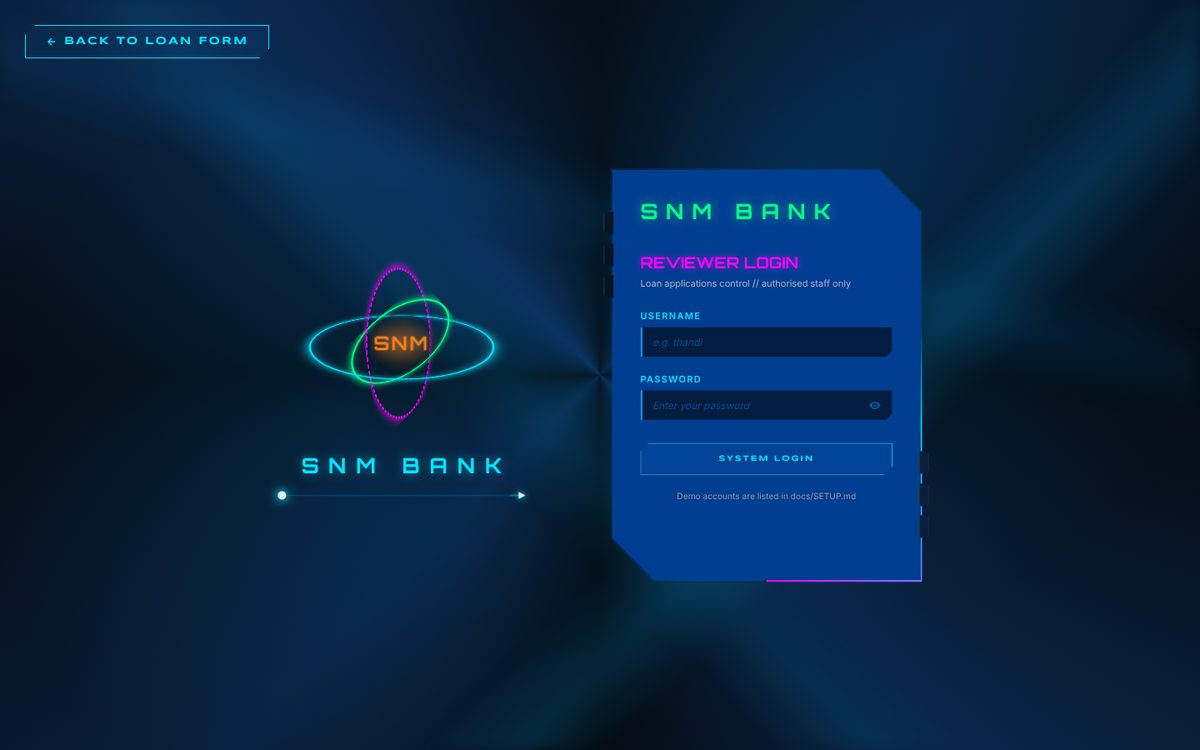 ← BACK TO LOAN FORM
SNM
SNM BANK
SNM BANK
REVIEWER LOGIN
Loan applications control // authorised staff only
USERNAME
e.g. thandi
PASSWORD
Enter your password
SYSTEM LOGIN
Demo accounts are listed in docs/SETUP.md